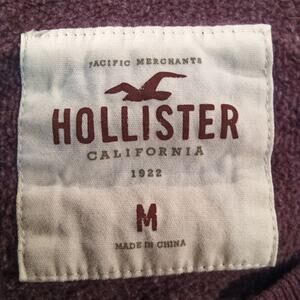 PACIFIC MERCHANTS
HOLLISTER
CALIFORNIA
1922
M
MADE IN CHINA